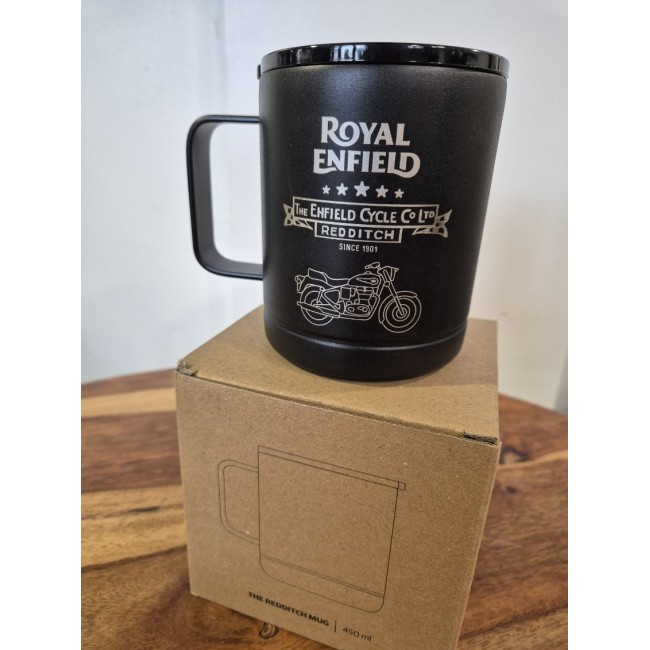 ROYAL
ENFIELD
THE ENFIELD CYCLE CO LTD
REDDITCH
SINCE 1901
THE REDDITCH MUG | 450 ml